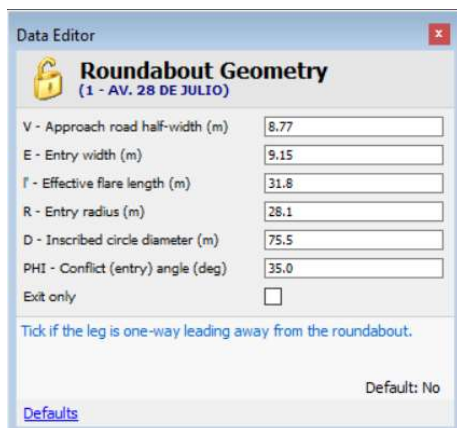 Data Editor
x
Roundabout Geometry
(1 - AV. 28 DE JULIO)
V - Approach road half-width (m) 8.77
E - Entry width (m) 9.15
l' - Effective flare length (m) 31.8
R - Entry radius (m) 28.1
D - Inscribed circle diameter (m) 75.5
PHI - Conflict (entry) angle (deg) 35.0
Exit only
Tick if the leg is one-way leading away from the roundabout.
Default: No
Defaults